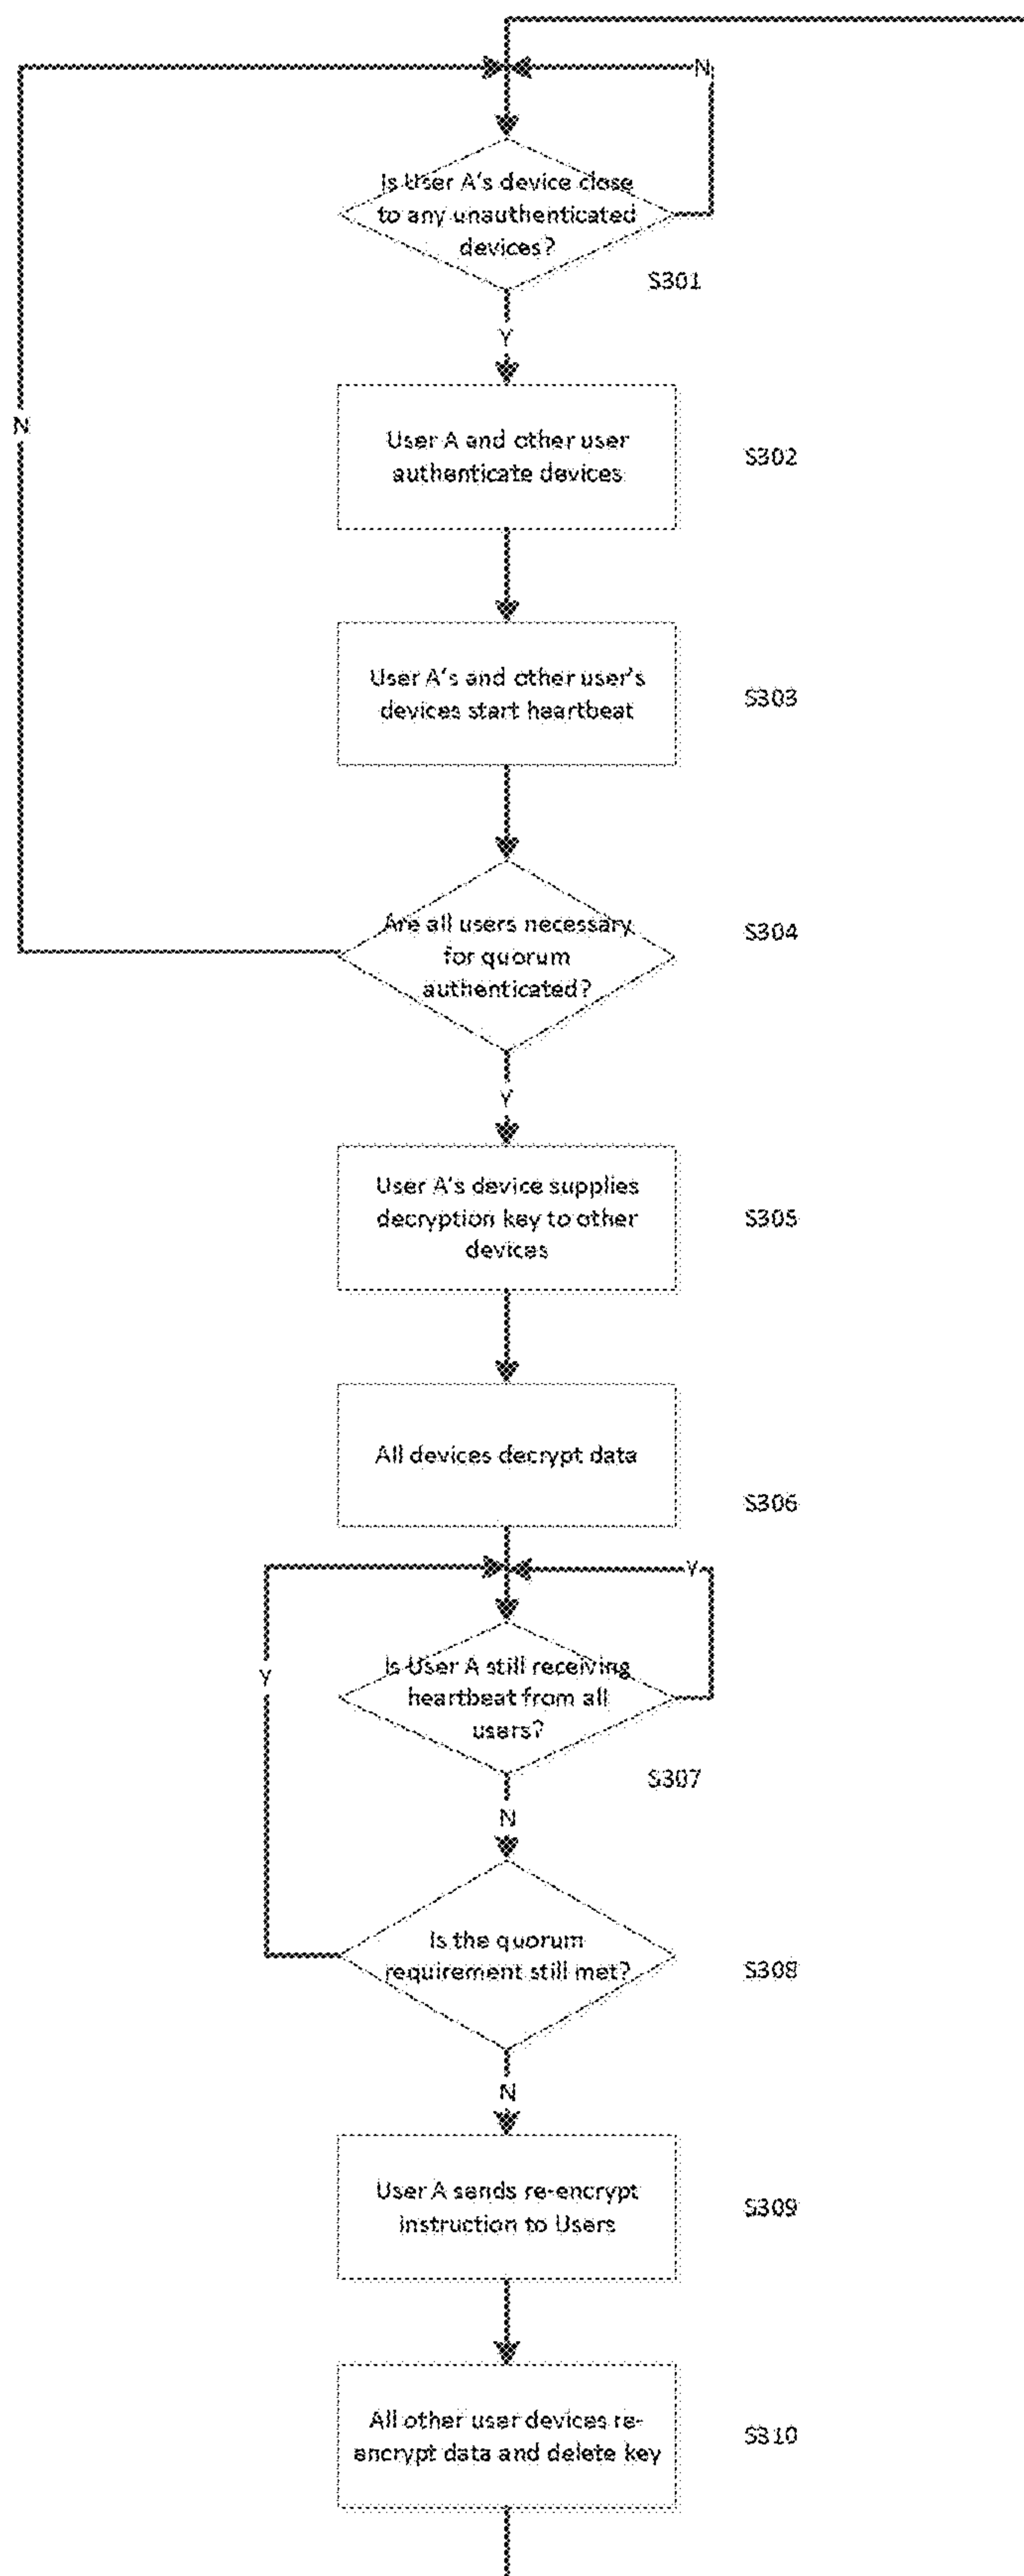 N
Is User A's device close
to any unauthenticated
devices?
S301
Y
N
User A and other user
authenticate devices
S302
User A's and other user's
devices start heartbeat
S303
Are all users necessary
for quorum
authenticated?
S304
Y
User A's device supplies
decryption key to other
devices
S305
All devices decrypt data
S306
Y
Is User A still receiving
heartbeat from all
users?
Y
S307
N
Is the quorum
requirement still met?
S308
N
User A sends re-encrypt
instruction to Users
S309
All other user devices re-
encrypt data and delete key
S310